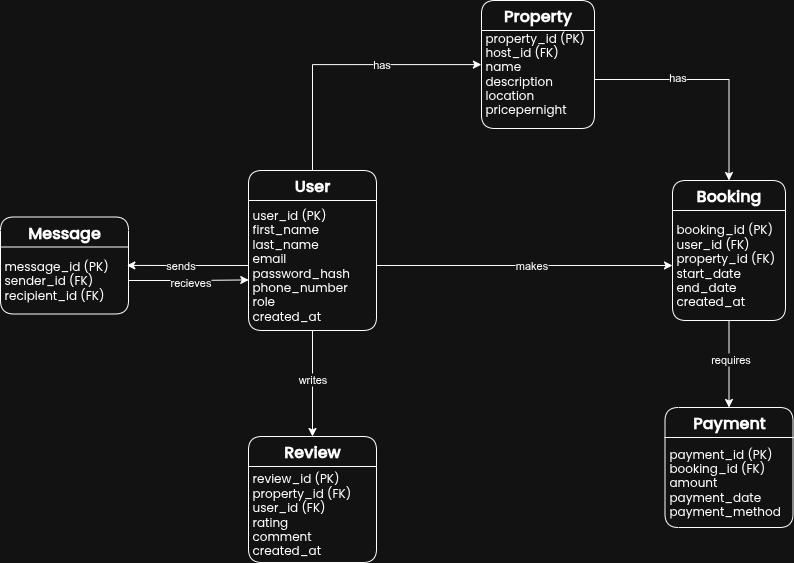 Property
property_id (PK)
host_id (FK)
name
description
location
pricepernight
has
has
User
user_id (PK)
first_name
last_name
email
password_hash
phone_number
role
created_at
Booking
booking_id (PK)
user_id (FK)
property_id (FK)
start_date
end_date
created_at
Message
message_id (PK)
sender_id (FK)
recipient_id (FK)
sends
recieves
makes
writes
requires
Review
review_id (PK)
property_id (FK)
user_id (FK)
rating
comment
created_at
Payment
payment_id (PK)
booking_id (FK)
amount
payment_date
payment_method